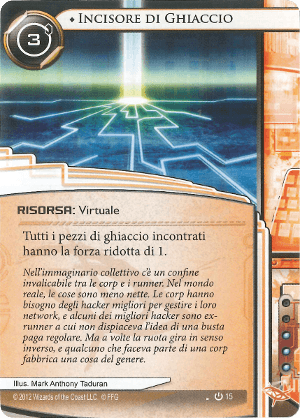 3
♦ Incisore di Ghiaccio
RISORSA: Virtuale
Tutti i pezzi di ghiaccio incontrati
hanno la forza ridotta di 1.
Nell'immaginario collettivo c'è un confine
invalicabile tra le corp e i runner. Nel mondo
reale, le cose sono meno nette. Le corp hanno
bisogno degli hacker migliori per gestire i loro
network, e alcuni dei migliori hacker sono ex-
runner a cui non dispiaceva l'idea di una busta
paga regolare. Ma a volte la ruota gira in senso
inverso, e qualcuno che faceva parte di una corp
fabbrica una cosa del genere.
Illus. Mark Anthony Taduran
© 2012 Wizards of the Coast LLC. © FFG
15